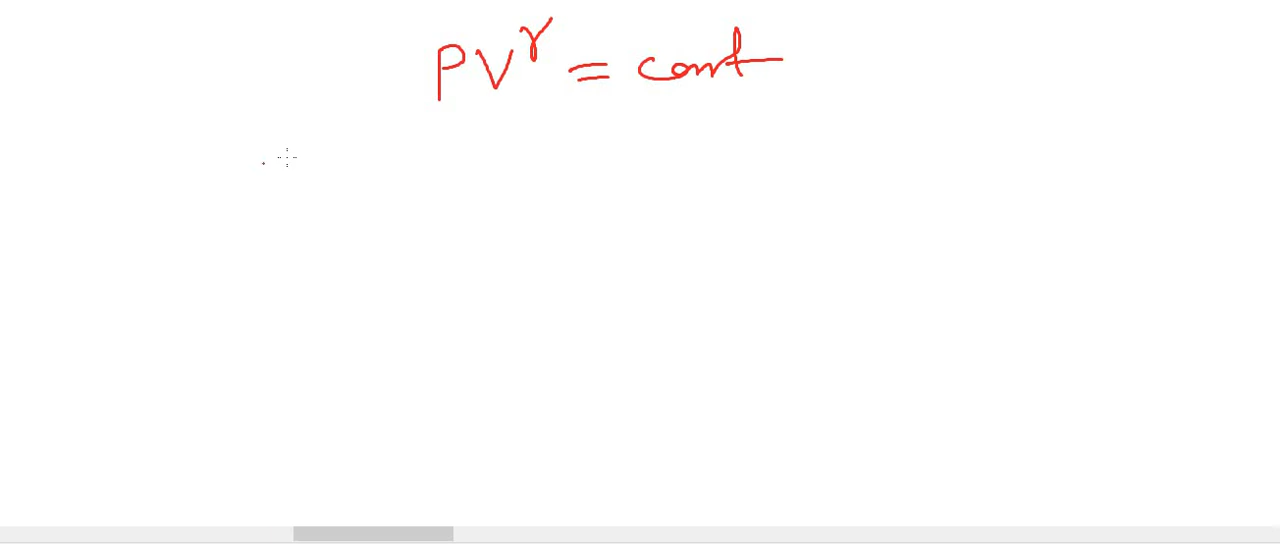 PV^γ = const